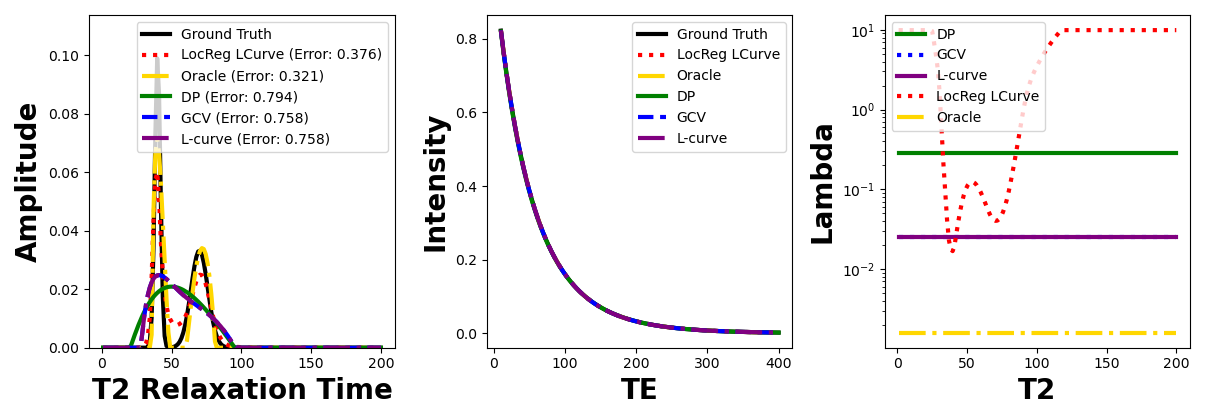 Amplitude
0.10
0.08
0.06
0.04
0.02
0.00
Ground Truth
LocReg LCurve (Error: 0.376)
Oracle (Error: 0.321)
DP (Error: 0.794)
GCV (Error: 0.758)
L-curve (Error: 0.758)
0 50 100 150 200
T2 Relaxation Time
Intensity
0.8
0.6
0.4
0.2
0.0
Ground Truth
LocReg LCurve
Oracle
DP
GCV
L-curve
0 100 200 300 400
TE
Lambda
10¹
10⁰
10⁻¹
10⁻²
DP
GCV
L-curve
LocReg LCurve
Oracle
0 50 100 150 200
T2